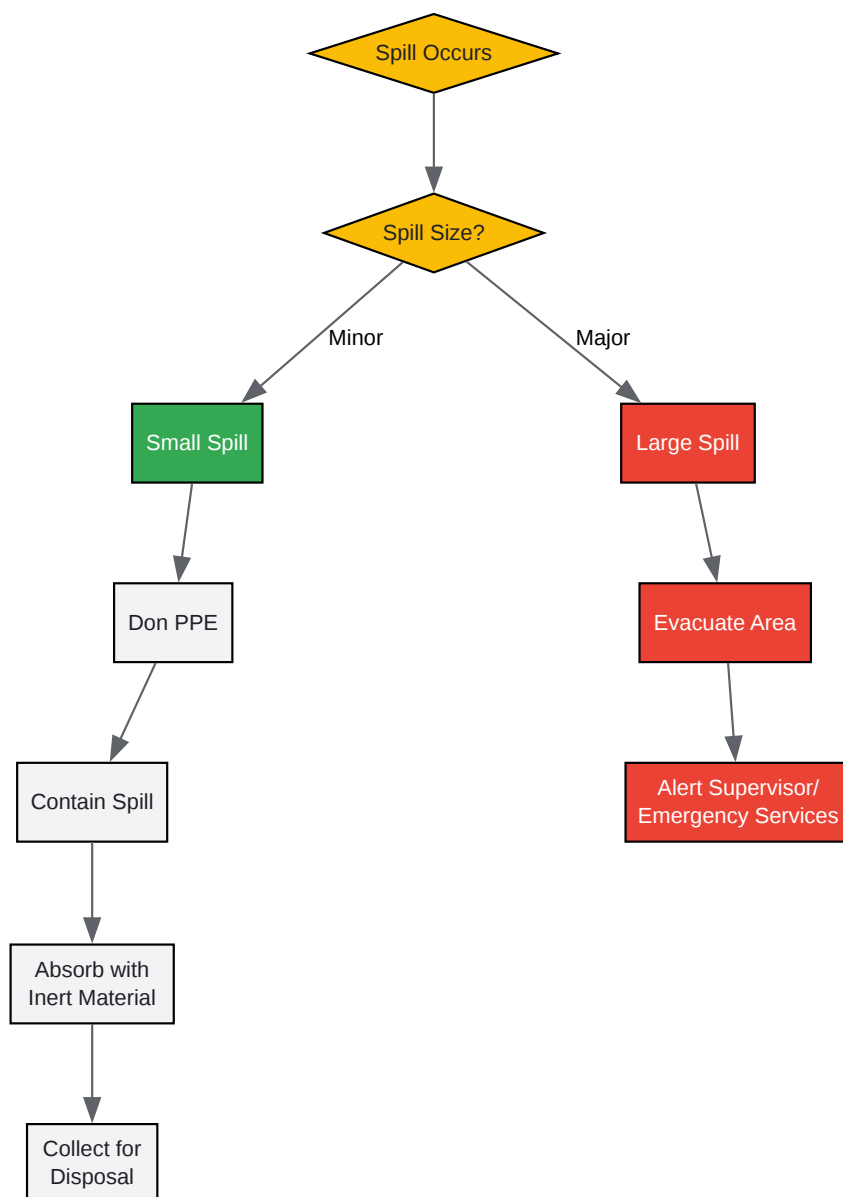 Spill Occurs
Spill Size?
Minor
Major
Small Spill
Large Spill
Don PPE
Evacuate Area
Contain Spill
Alert Supervisor/
Emergency Services
Absorb with
Inert Material
Collect for
Disposal